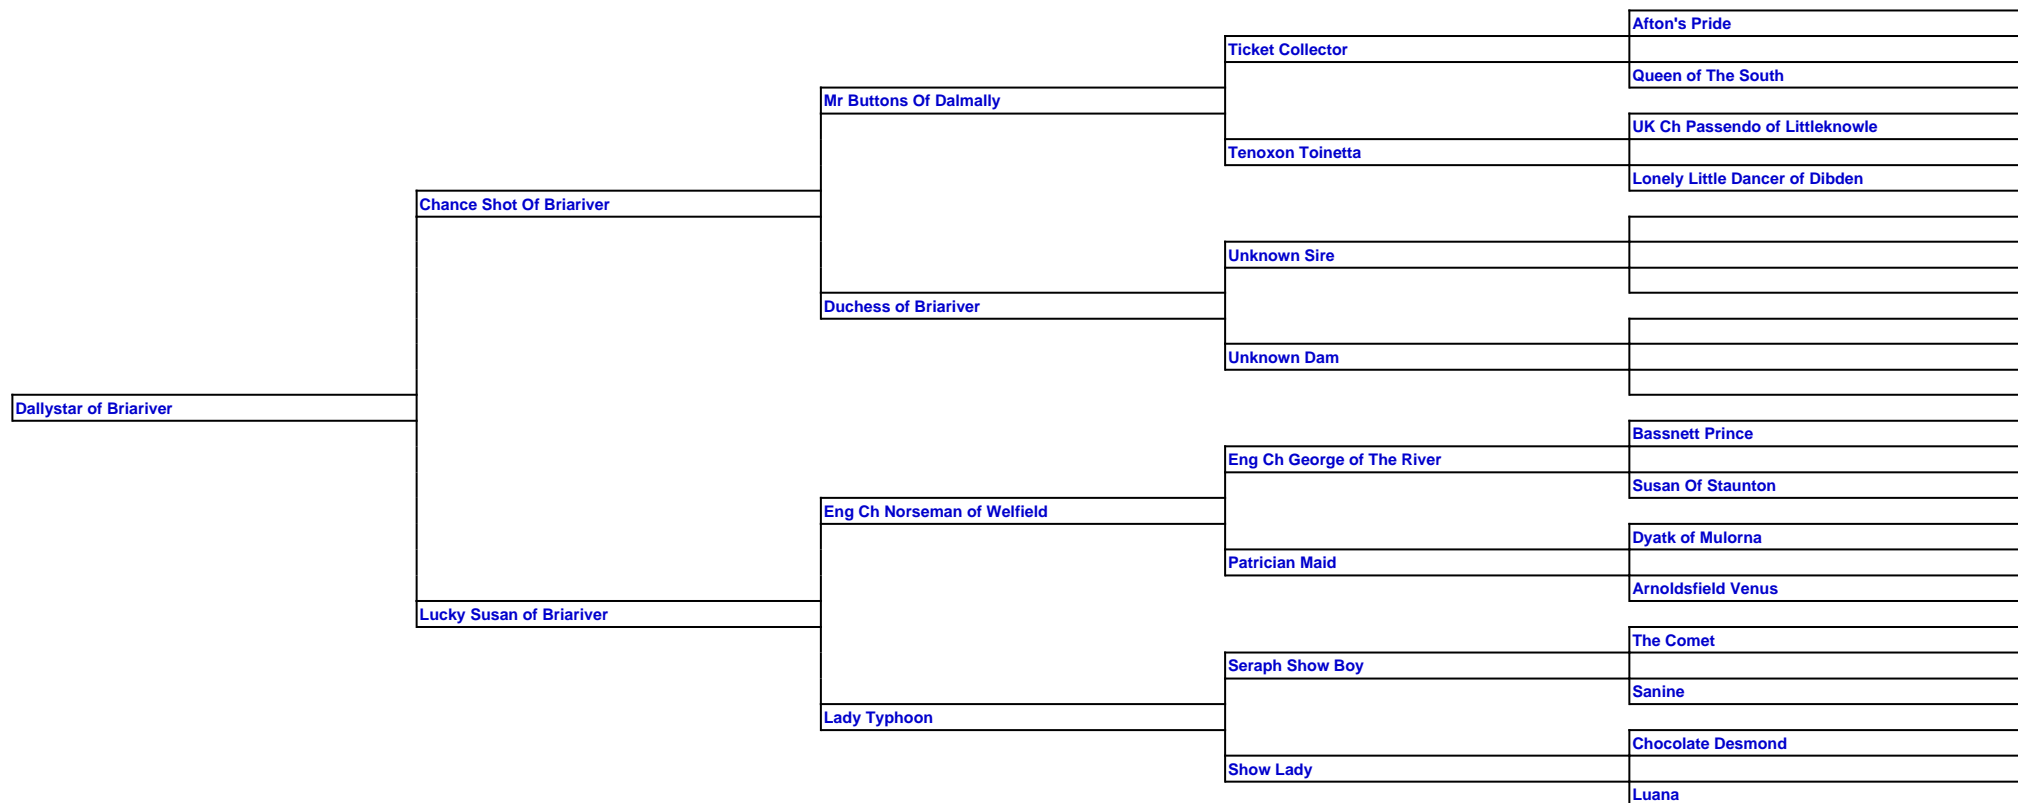 Afton's Pride
Ticket Collector
Queen of The South
Mr Buttons Of Dalmally
UK Ch Passendo of Littleknowle
Tenoxon Toinetta
Lonely Little Dancer of Dibden
Chance Shot Of Briariver
Unknown Sire
Duchess of Briariver
Unknown Dam
Dallystar of Briariver
Bassnett Prince
Eng Ch George of The River
Susan Of Staunton
Eng Ch Norseman of Welfield
Dyatk of Mulorna
Patrician Maid
Arnoldsfield Venus
Lucky Susan of Briariver
The Comet
Seraph Show Boy
Sanine
Lady Typhoon
Chocolate Desmond
Show Lady
Luana